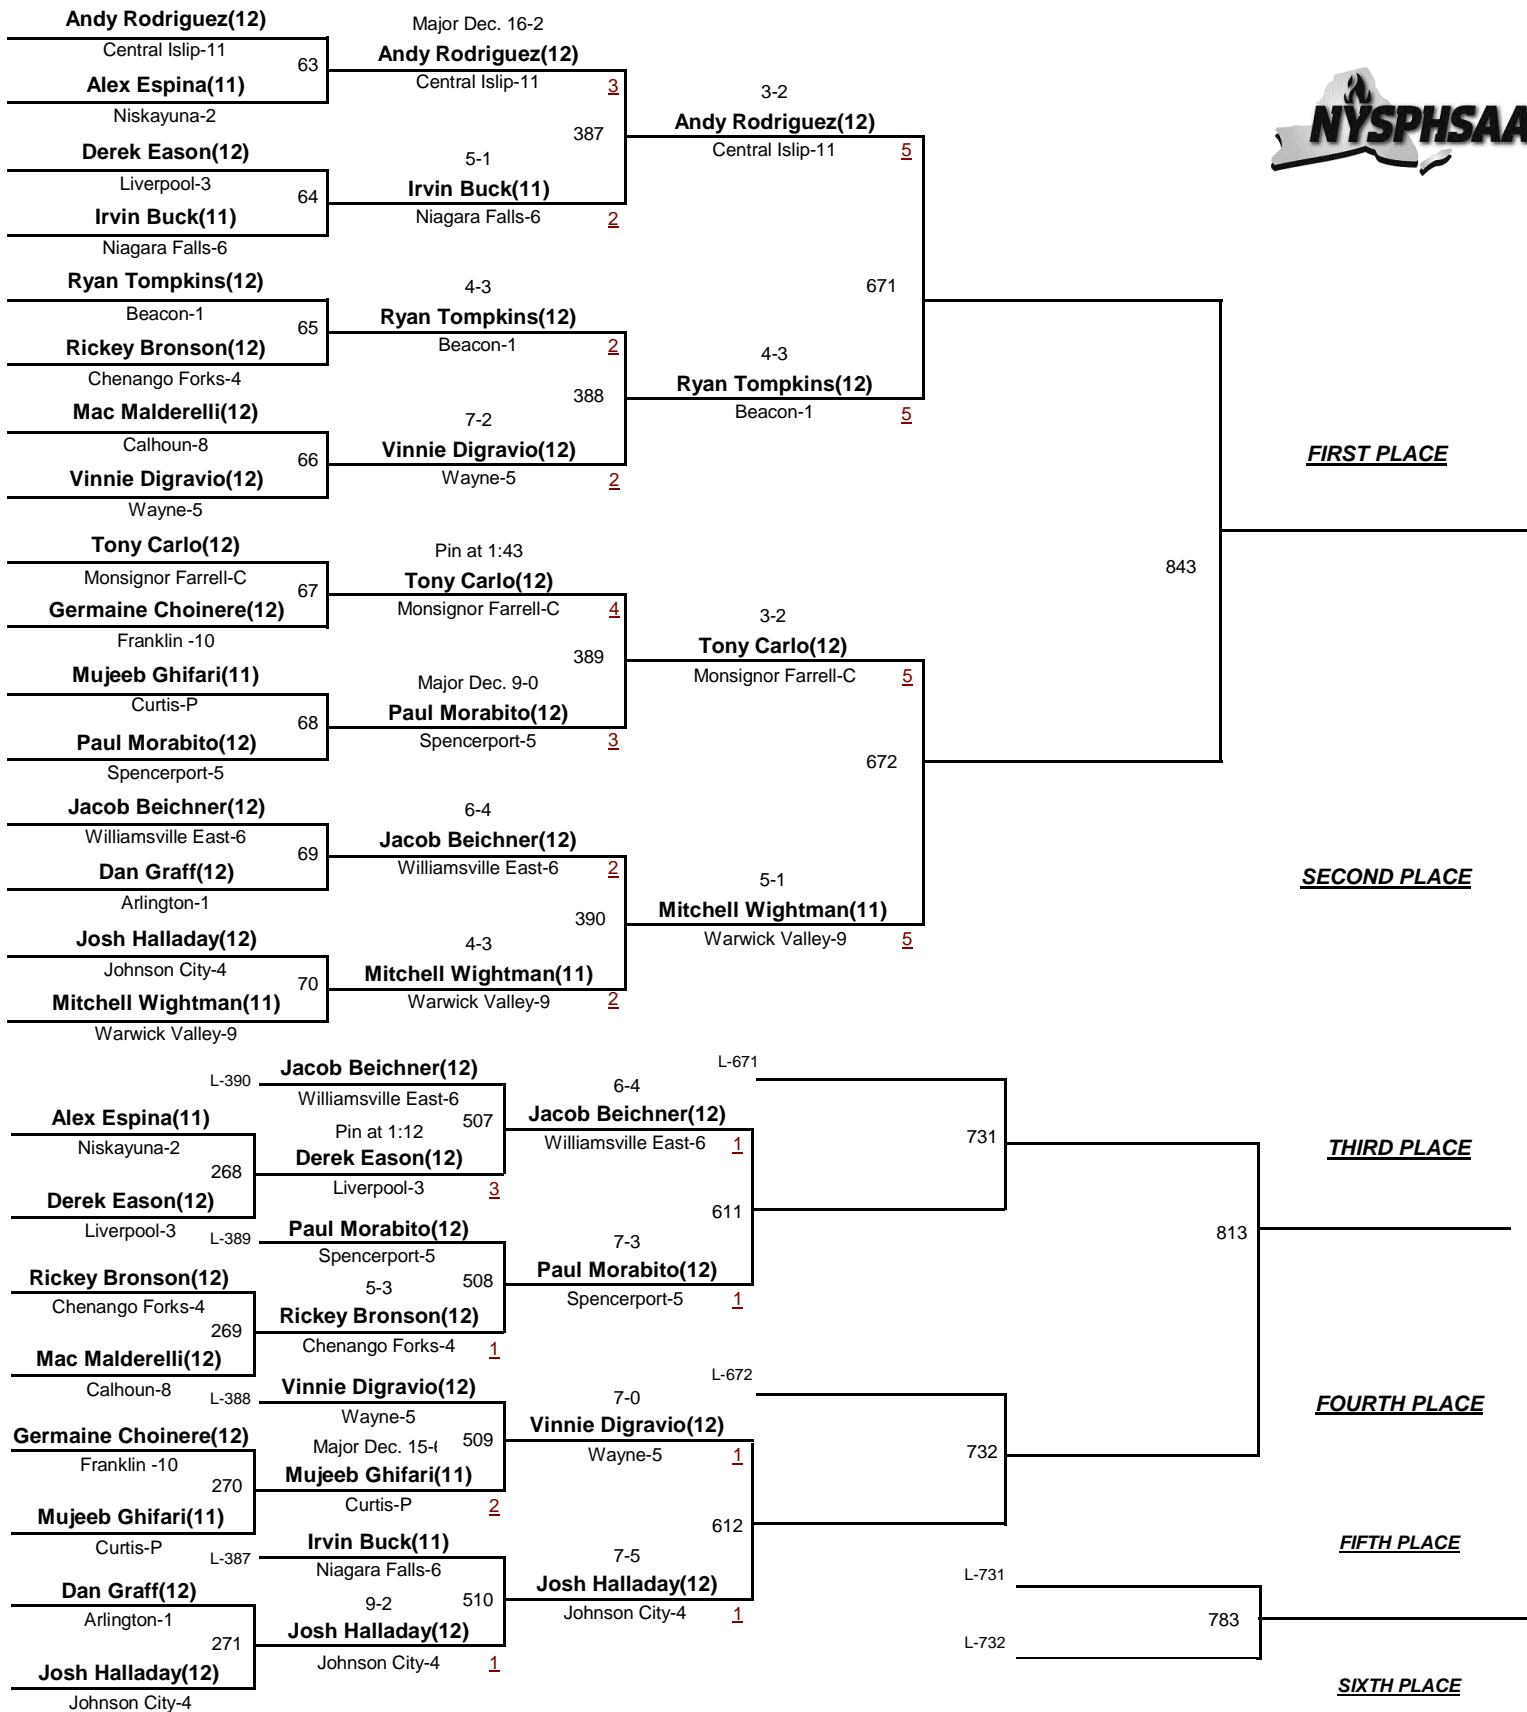 Andy Rodriguez(12)
Central Islip-11
63
Alex Espina(11)
Niskayuna-2
Derek Eason(12)
Liverpool-3
64
Irvin Buck(11)
Niagara Falls-6
Ryan Tompkins(12)
Beacon-1
65
Rickey Bronson(12)
Chenango Forks-4
Mac Malderelli(12)
Calhoun-8
66
Vinnie Digravio(12)
Wayne-5
Tony Carlo(12)
Monsignor Farrell-C
67
Germaine Choinere(12)
Franklin -10
Mujeeb Ghifari(11)
Curtis-P
68
Paul Morabito(12)
Spencerport-5
Jacob Beichner(12)
Williamsville East-6
69
Dan Graff(12)
Arlington-1
Josh Halladay(12)
Johnson City-4
70
Mitchell Wightman(11)
Warwick Valley-9
Major Dec. 16-2
Andy Rodriguez(12)
Central Islip-11
3
387
5-1
Irvin Buck(11)
Niagara Falls-6
2
4-3
Ryan Tompkins(12)
Beacon-1
2
388
7-2
Vinnie Digravio(12)
Wayne-5
2
Pin at 1:43
Tony Carlo(12)
Monsignor Farrell-C
4
389
Major Dec. 9-0
Paul Morabito(12)
Spencerport-5
3
6-4
Jacob Beichner(12)
Williamsville East-6
2
390
4-3
Mitchell Wightman(11)
Warwick Valley-9
2
3-2
Andy Rodriguez(12)
Central Islip-11
5
671
4-3
Ryan Tompkins(12)
Beacon-1
5
3-2
Tony Carlo(12)
Monsignor Farrell-C
5
672
5-1
Mitchell Wightman(11)
Warwick Valley-9
5
843
NYSPHSAA
FIRST PLACE
SECOND PLACE
L-390
Jacob Beichner(12)
Williamsville East-6
507
Alex Espina(11)
Niskayuna-2
268
Pin at 1:12
Derek Eason(12)
Liverpool-3
3
Derek Eason(12)
Liverpool-3
L-389
Paul Morabito(12)
Spencerport-5
508
Rickey Bronson(12)
Chenango Forks-4
269
5-3
Rickey Bronson(12)
Chenango Forks-4
1
Mac Malderelli(12)
Calhoun-8
L-388
Vinnie Digravio(12)
Wayne-5
509
Germaine Choinere(12)
Franklin -10
270
Major Dec. 15-6
Mujeeb Ghifari(11)
Curtis-P
2
Mujeeb Ghifari(11)
Curtis-P
L-387
Irvin Buck(11)
Niagara Falls-6
510
Dan Graff(12)
Arlington-1
271
9-2
Josh Halladay(12)
Johnson City-4
1
Josh Halladay(12)
Johnson City-4
6-4
Jacob Beichner(12)
Williamsville East-6
1
611
7-3
Paul Morabito(12)
Spencerport-5
1
7-0
Vinnie Digravio(12)
Wayne-5
1
612
7-5
Josh Halladay(12)
Johnson City-4
1
L-671
731
L-672
732
813
THIRD PLACE
FOURTH PLACE
FIFTH PLACE
L-731
783
L-732
SIXTH PLACE